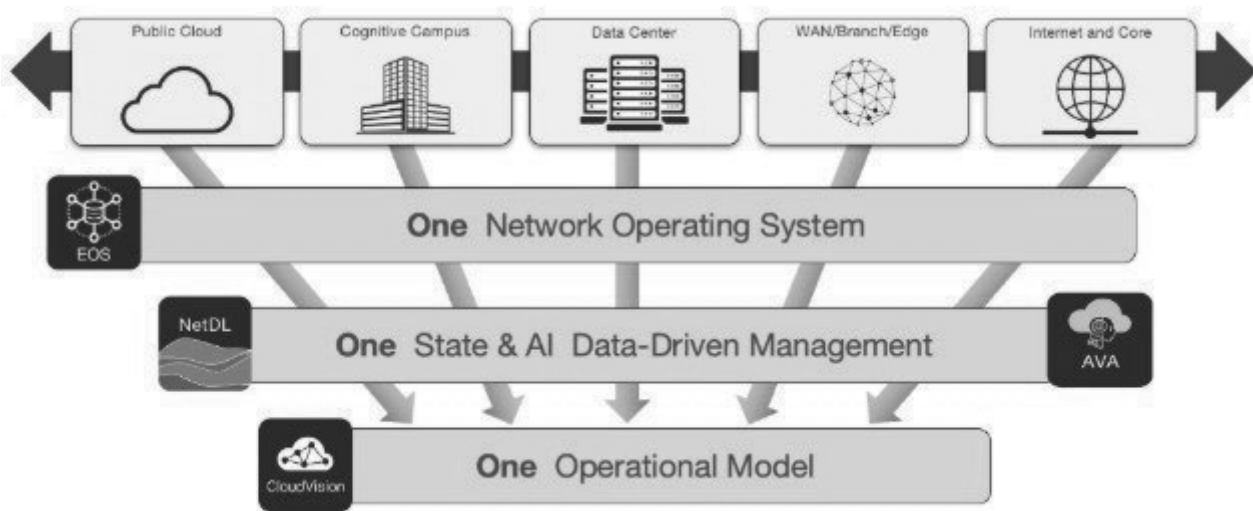 Public Cloud
Cognitive Campus
Data Center
WAN/Branch/Edge
Internet and Core
EOS
One Network Operating System
NetDL
One State & AI Data-Driven Management
AVA
CloudVision
One Operational Model